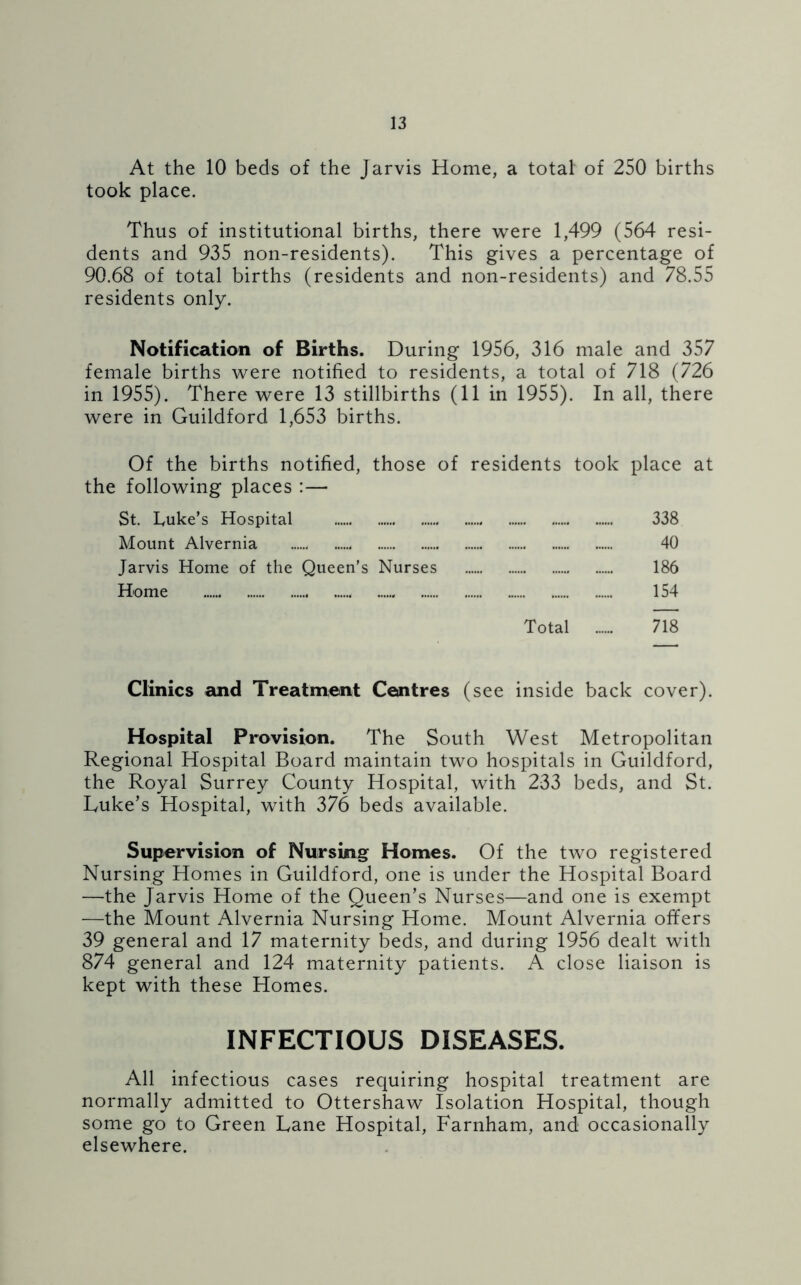 13
At the 10 beds of the Jarvis Home, a total of 250 births
took place.
Thus of institutional births, there were 1,499 (564 resi-
dents and 935 non-residents). This gives a percentage of
90.68 of total births (residents and non-residents) and 78.55
residents only.
Notification of Births. During 1956, 316 male and 357
female births were notified to residents, a total of 718 (726
in 1955). There were 13 stillbirths (11 in 1955). In all, there
were in Guildford 1,653 births.
Of the births notified, those of residents took place at
the following places :—
St. Luke's Hospital ...... ...... ...... ...... ...... ...... ...... 338
Mount Alvernia ...... ...... ...... ...... ...... ...... ...... ...... 40
Jarvis Home of the Queen's Nurses ...... ...... ...... ...... 186
Home ...... ...... ...... ...... ...... ...... ...... ...... ...... ...... 154
Total ...... 718
Clinics and Treatment Centres (see inside back cover).
Hospital Provision. The South West Metropolitan
Regional Hospital Board maintain two hospitals in Guildford,
the Royal Surrey County Hospital, with 233 beds, and St.
Luke's Hospital, with 376 beds available.
Supervision of Nursing Homes. Of the two registered
Nursing Homes in Guildford, one is under the Hospital Board
—the Jarvis Home of the Queen's Nurses—and one is exempt
—the Mount Alvernia Nursing Home. Mount Alvernia offers
39 general and 17 maternity beds, and during 1956 dealt with
874 general and 124 maternity patients. A close liaison is
kept with these Homes.
INFECTIOUS DISEASES.
All infectious cases requiring hospital treatment are
normally admitted to Ottershaw Isolation Hospital, though
some go to Green Lane Hospital, Farnham, and occasionally
elsewhere.